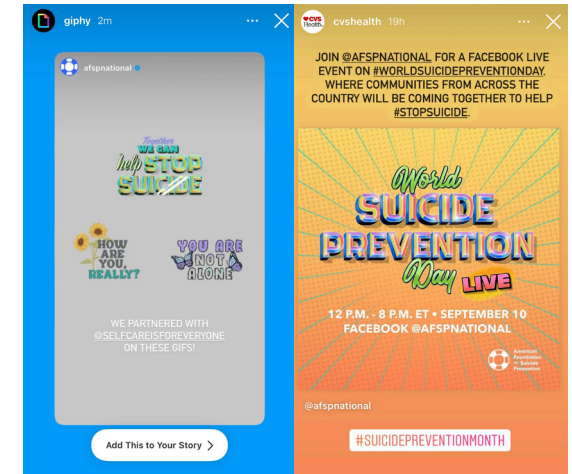 giphy 2m
afspnational
Together
WE CAN
help STOP
SUICIDE
HOW
ARE
YOU,
REALLY?
YOU ARE
NOT
ALONE
WE PARTNERED WITH
@SELFCAREISFOREVERYONE
ON THESE GIFS!
Add This to Your Story >
CVS
Health
cvshealth 19h
JOIN @AFSPNATIONAL FOR A FACEBOOK LIVE
EVENT ON #WORLDSUICIDEPREVENTIONDAY.
WHERE COMMUNITIES FROM ACROSS THE
COUNTRY WILL BE COMING TOGETHER TO HELP
#STOPSUICIDE.
World
SUICIDE
PREVENTION
Day LIVE
12 P.M. - 8 P.M. ET • SEPTEMBER 10
FACEBOOK @AFSPNATIONAL
American
Foundation
for Suicide
Prevention
@afspnational
#SUICIDEPREVENTIONMONTH